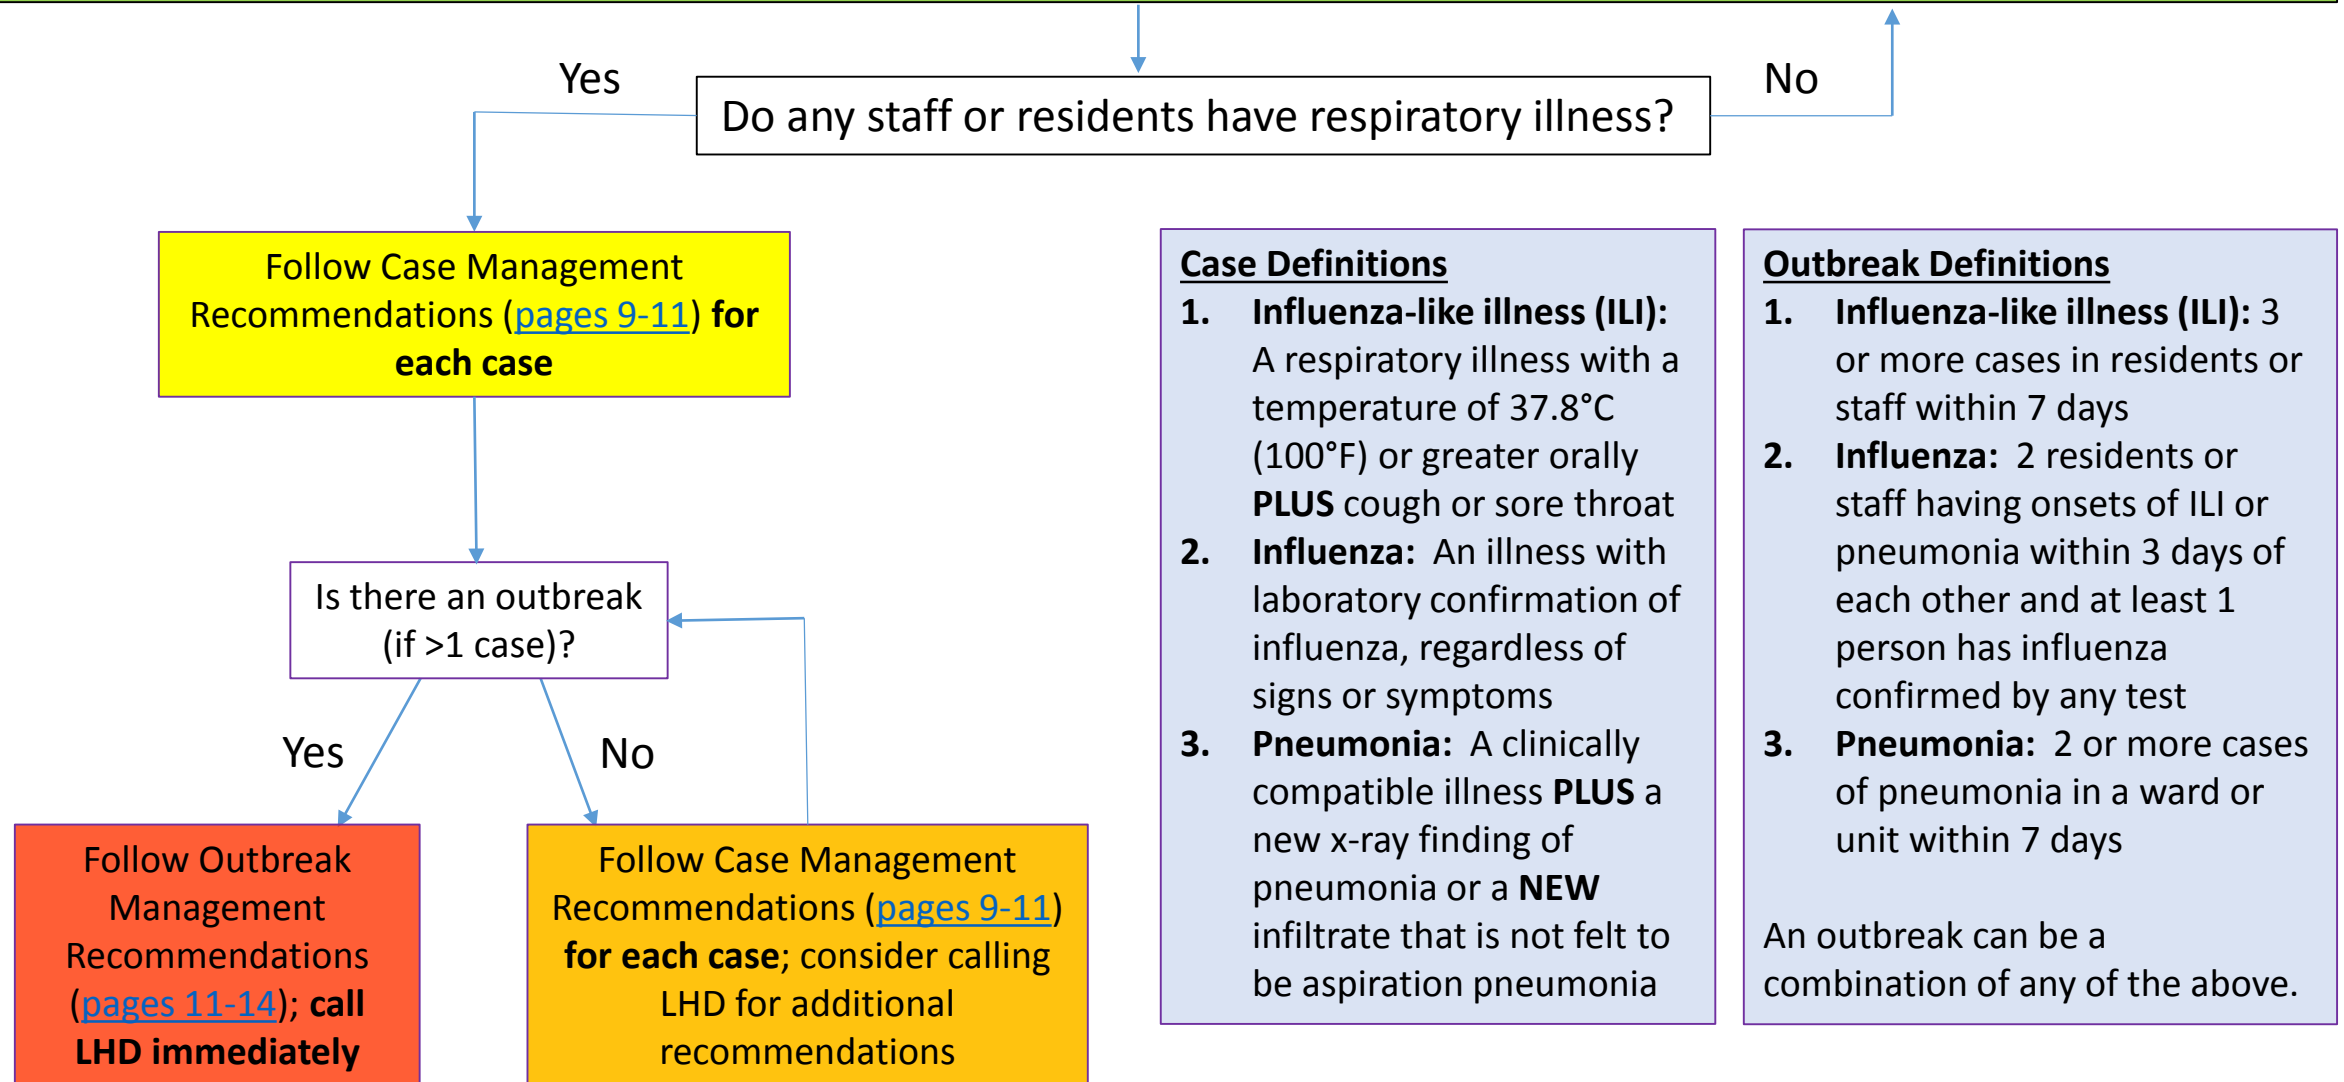 Yes
No
Do any staff or residents have respiratory illness?
Follow Case Management
Recommendations (pages 9-11) for
each case
Is there an outbreak
(if >1 case)?
Yes
No
Follow Outbreak
Management
Recommendations
(pages 11-14); call
LHD immediately
Follow Case Management
Recommendations (pages 9-11)
for each case; consider calling
LHD for additional
recommendations
Case Definitions
1. Influenza-like illness (ILI):
A respiratory illness with a
temperature of 37.8°C
(100°F) or greater orally
PLUS cough or sore throat
2. Influenza: An illness with
laboratory confirmation of
influenza, regardless of
signs or symptoms
3. Pneumonia: A clinically
compatible illness PLUS a
new x-ray finding of
pneumonia or a NEW
infiltrate that is not felt to
be aspiration pneumonia
Outbreak Definitions
1. Influenza-like illness (ILI): 3
or more cases in residents or
staff within 7 days
2. Influenza: 2 residents or
staff having onsets of ILI or
pneumonia within 3 days of
each other and at least 1
person has influenza
confirmed by any test
3. Pneumonia: 2 or more cases
of pneumonia in a ward or
unit within 7 days
An outbreak can be a
combination of any of the above.